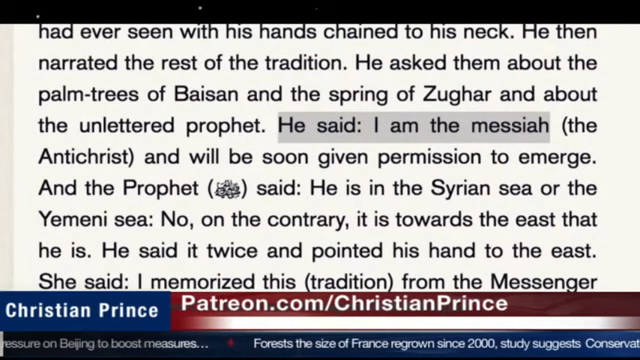 had ever seen with his hands chained to his neck. He then
narrated the rest of the tradition. He asked them about the
palm-trees of Baisan and the spring of Zughar and about
the unlettered prophet. He said: I am the messiah (the
Antichrist) and will be soon given permission to emerge.
And the Prophet (ﷺ) said: He is in the Syrian sea or the
Yemeni sea: No, on the contrary, it is towards the east that
he is. He said it twice and pointed his hand to the east.
She said: I memorized this (tradition) from the Messenger
Christian Prince
Patreon.com/ChristianPrince
ressure on Beijing to boost measures... Forests the size of France regrown since 2000, study suggests Conservat